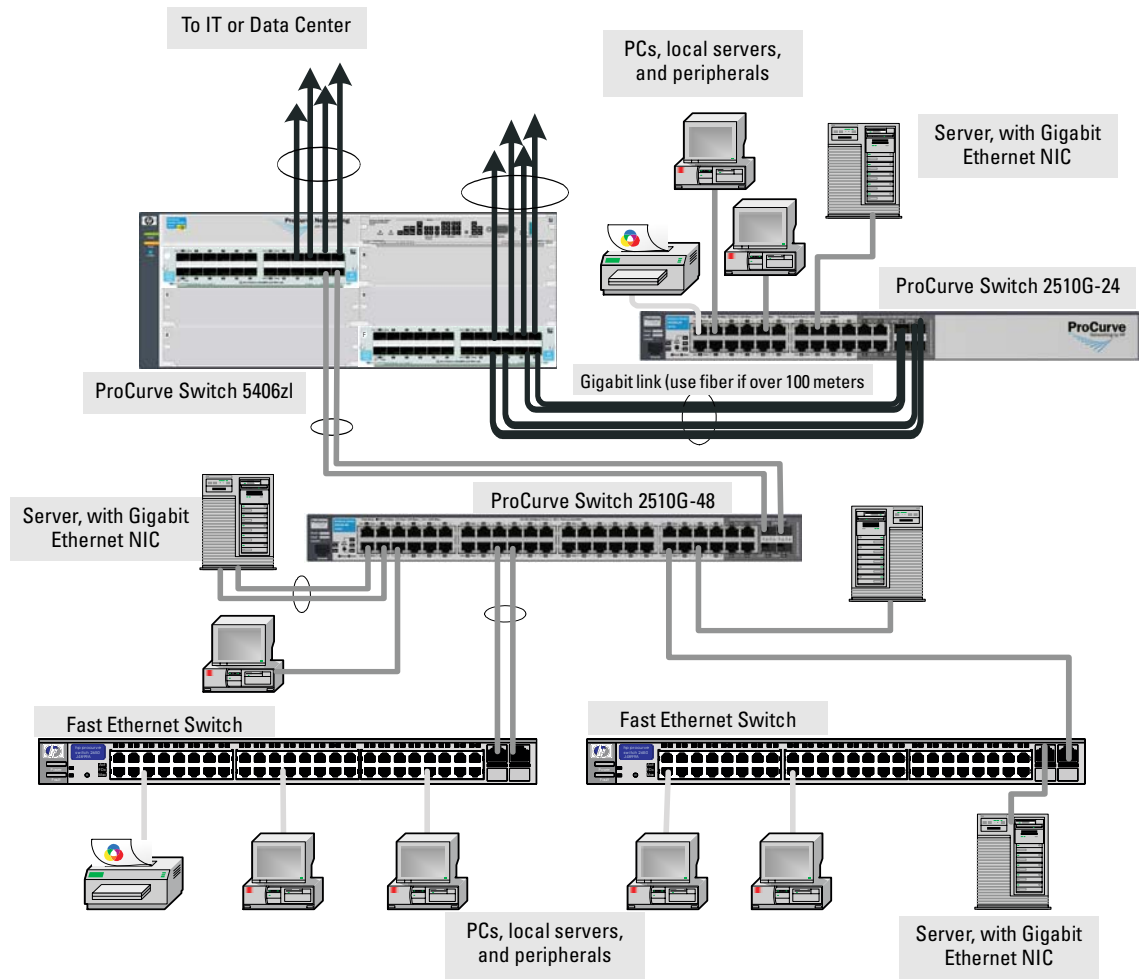 To IT or Data Center
PCs, local servers,
and peripherals
Server, with Gigabit
Ethernet NIC
ProCurve Networking
ProCurve Switch 2510G-24
ProCurve
Gigabit link (use fiber if over 100 meters
ProCurve Switch 5406zl
ProCurve Switch 2510G-48
Server, with Gigabit
Ethernet NIC
Fast Ethernet Switch
Fast Ethernet Switch
PCs, local servers,
and peripherals
Server, with Gigabit
Ethernet NIC